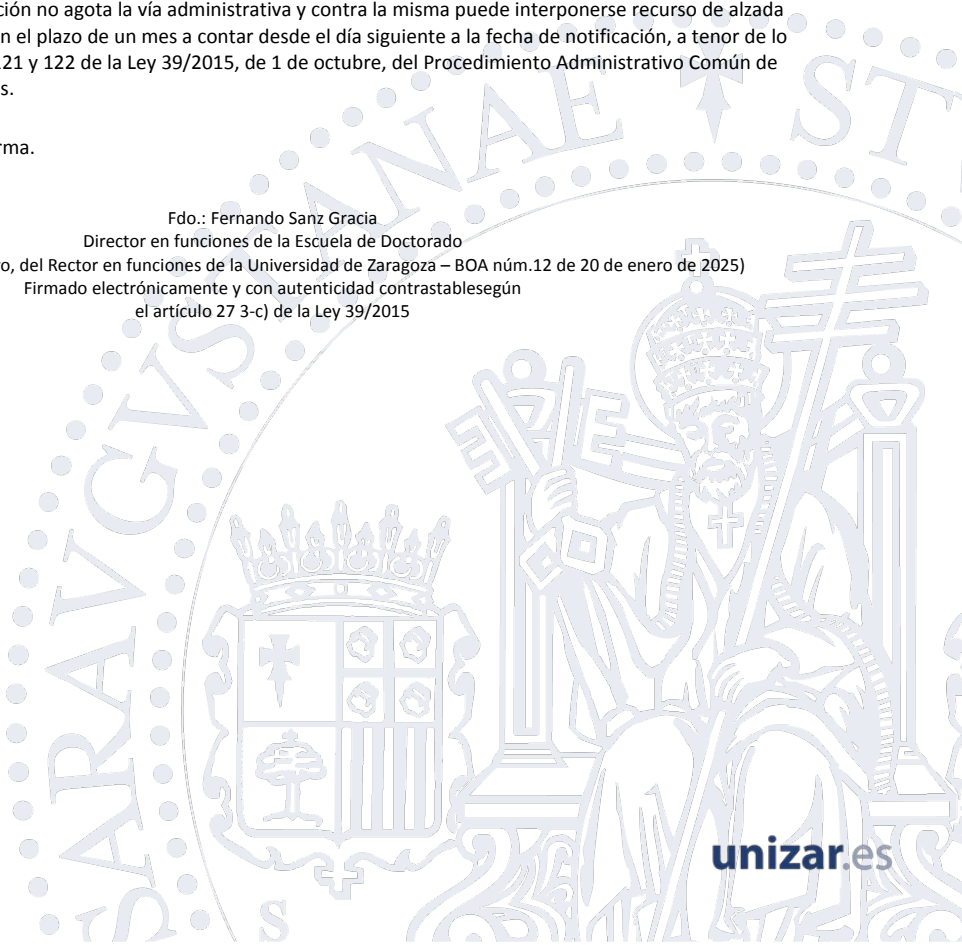 ción no agota la vía administrativa y contra la misma puede interponerse recurso de alzada
n el plazo de un mes a contar desde el día siguiente a la fecha de notificación, a tenor de lo
21 y 122 de la Ley 39/2015, de 1 de octubre, del Procedimiento Administrativo Común de
s.
rma.
Fdo.: Fernando Sanz Gracia
Director en funciones de la Escuela de Doctorado
o, del Rector en funciones de la Universidad de Zaragoza – BOA núm.12 de 20 de enero de 2025)
Firmado electrónicamente y con autenticidad contrastablesegún
el artículo 27 3-c) de la Ley 39/2015
SARAVGVSTANAE ST
S
unizar.es